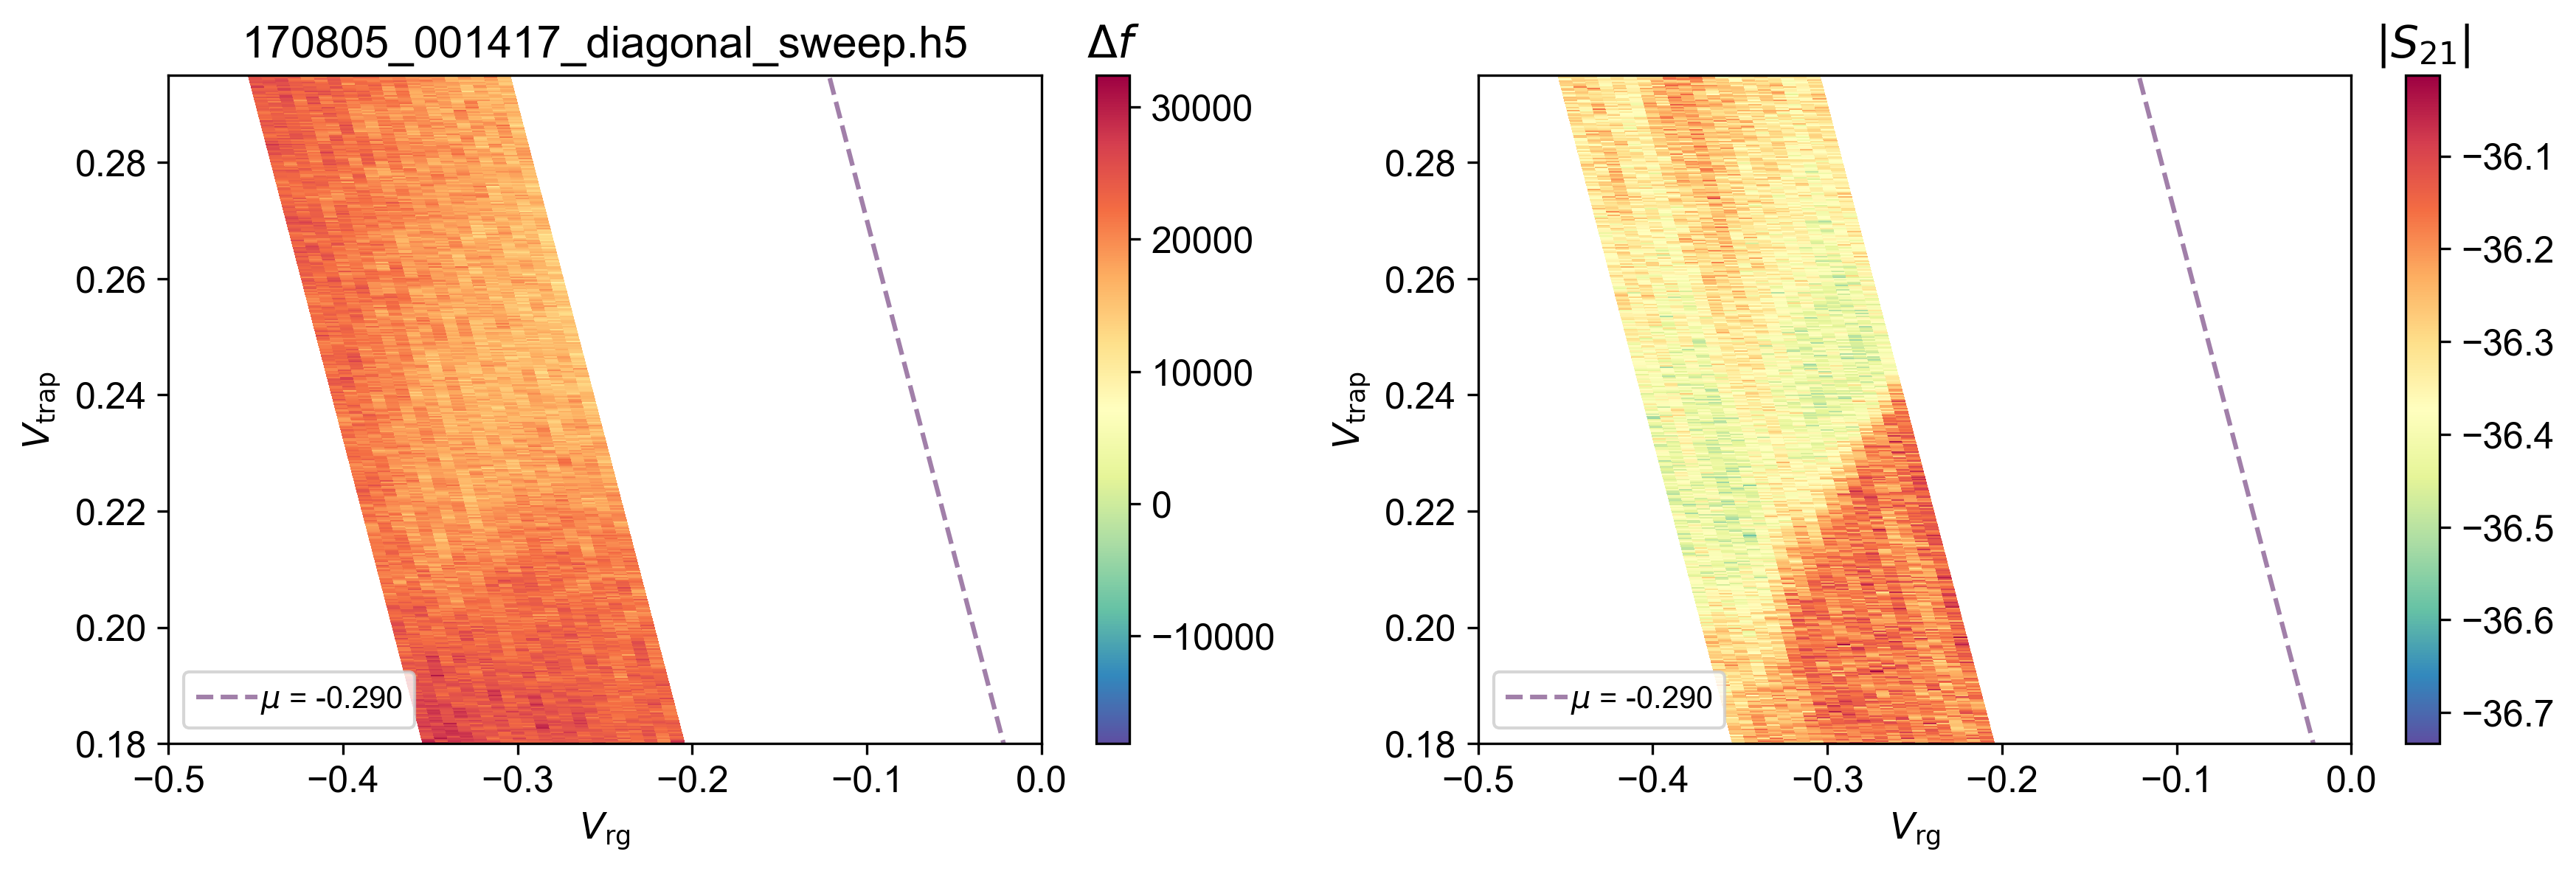 170805_001417_diagonal_sweep.h5
Δf
|S21|
0.28
0.26
0.24
0.22
0.20
0.18
Vtrap
30000
20000
10000
0
−10000
μ = -0.290
−0.5 −0.4 −0.3 −0.2 −0.1 0.0
Vrg
0.28
0.26
0.24
0.22
0.20
0.18
Vtrap
−36.1
−36.2
−36.3
−36.4
−36.5
−36.6
−36.7
μ = -0.290
−0.5 −0.4 −0.3 −0.2 −0.1 0.0
Vrg